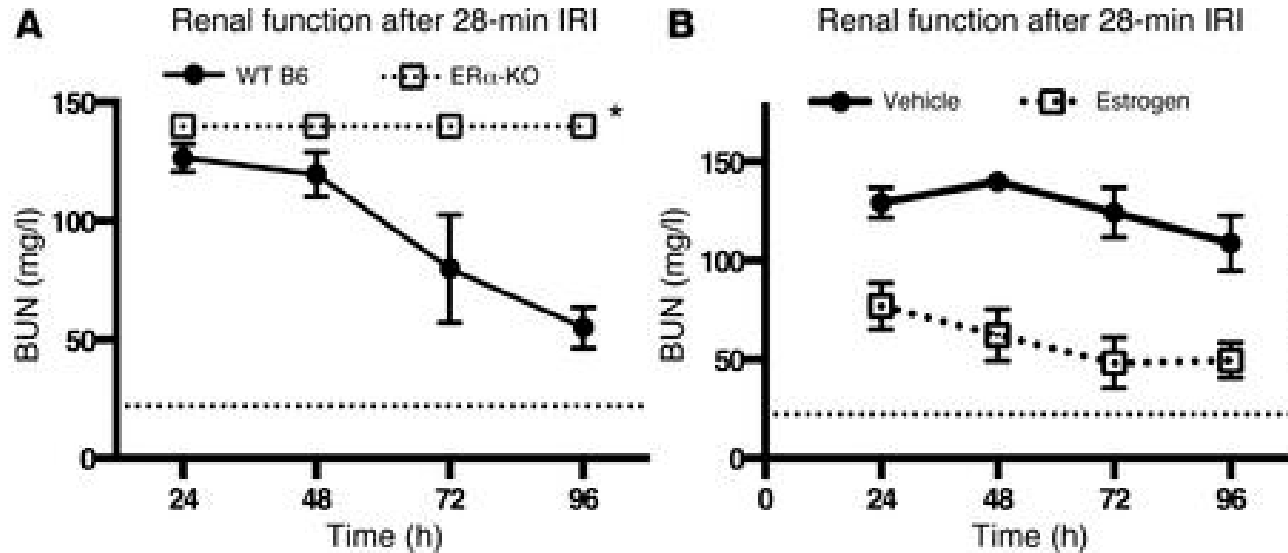 A Renal function after 28-min IRI
WT B6 ERα-KO
*
150
100
50
0
BUN (mg/l)
24 48 72 96
Time (h)
B Renal function after 28-min IRI
Vehicle Estrogen
150
100
50
0
BUN (mg/l)
0 24 48 72 96
Time (h)